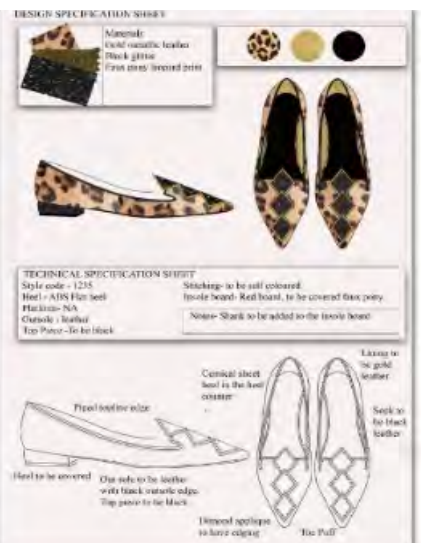 DESIGN SPECIFICATION SHEET
Materials
Gold metallic leather
Black glitter
Faux pony leopard print
TECHNICAL SPECIFICATION SHEET
Style code - 1235
Heel - ABS Flat heel
Platform- NA
Outsole : leather
Top Piece -To be black
Stitching- to be self coloured
Insole board- Red board, to be covered faux pony
Notes- Shank to be added to the insole board
Piped topline edge
Heel to be covered
Out sole to be leather
with black outsole edge.
Top piece to be black
Chemical sheet
heel in the heel
counter
Lining to
be gold
leather
Sock to
be black
leather
Dimond applique
to have edging
Toe Puff